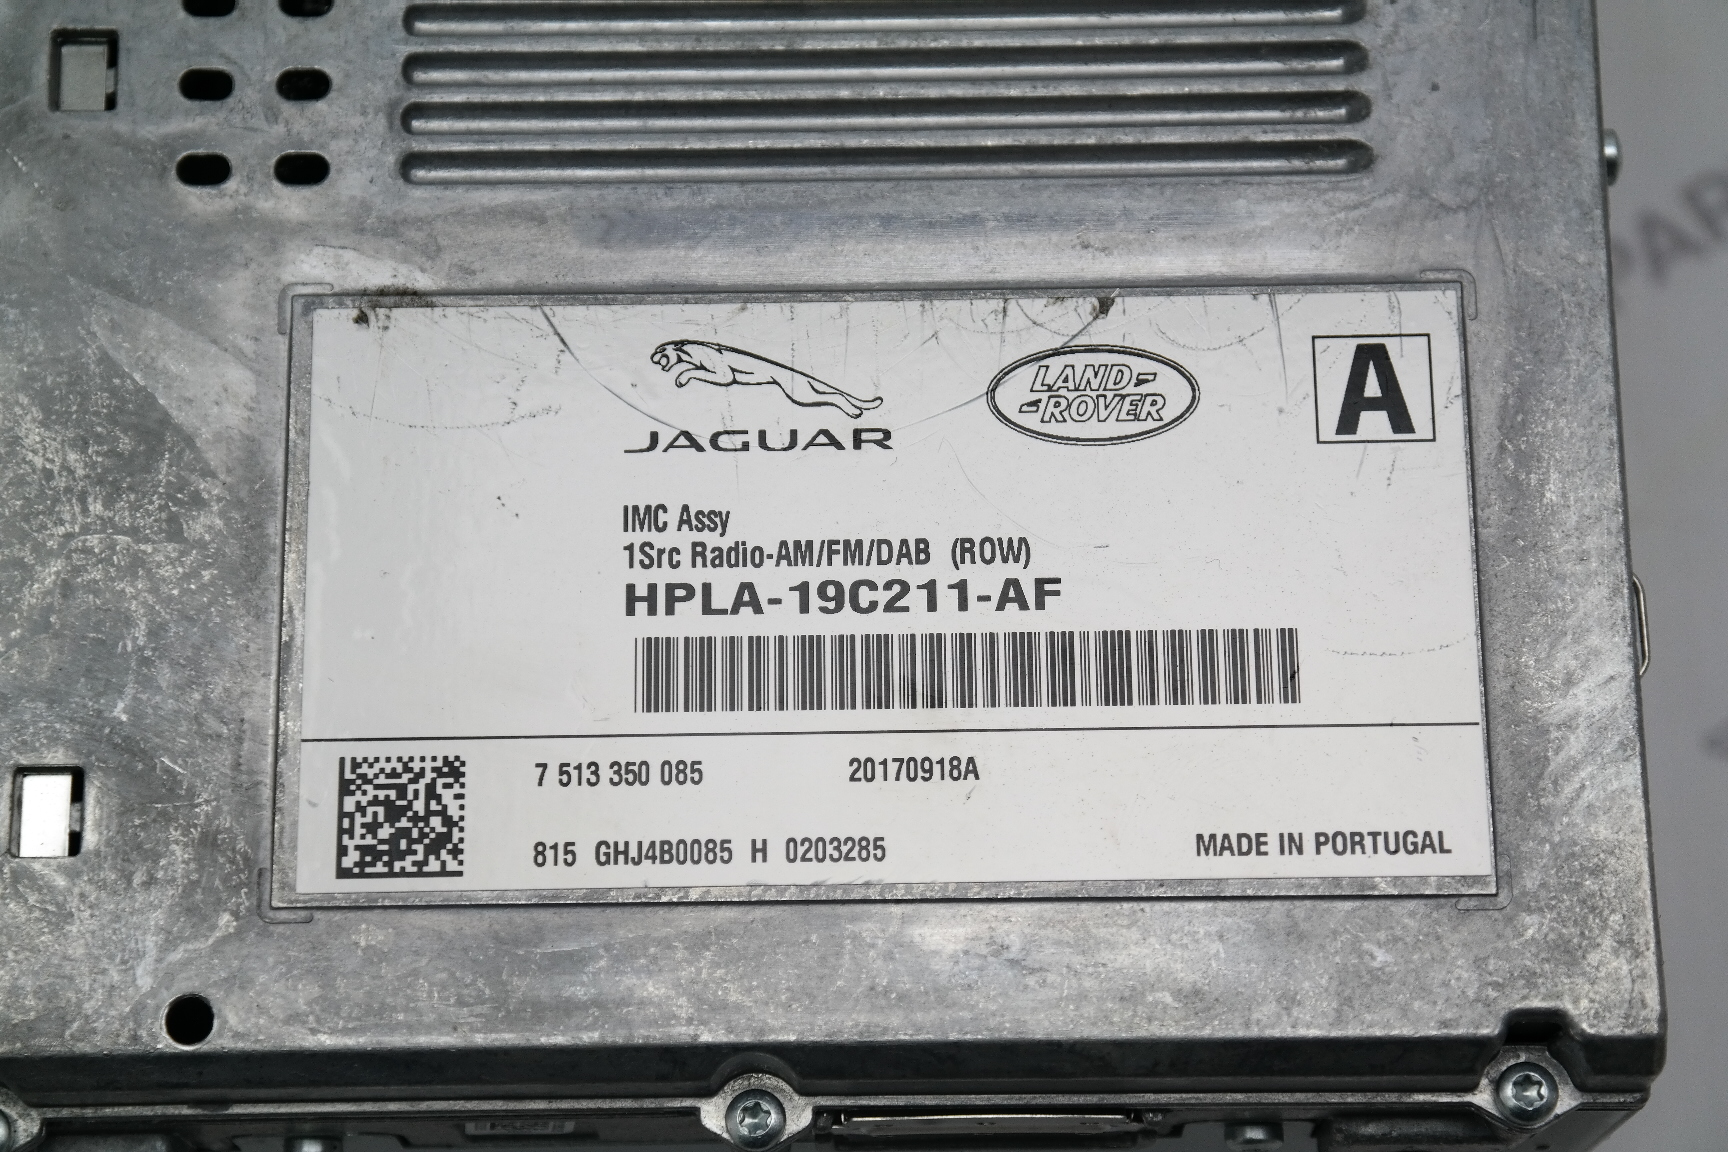 JAGUAR
LAND-
-ROVER
A
IMC Assy
1Src Radio-AM/FM/DAB (ROW)
HPLA-19C211-AF
7 513 350 085 20170918A
815 GHJ4B0085 H 0203285 MADE IN PORTUGAL